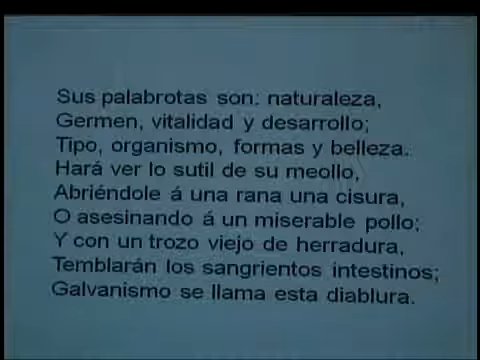 Sus palabrotas son: naturaleza,
Germen, vitalidad y desarrollo;
Tipo, organismo, formas y belleza.
Hará ver lo sutil de su meollo,
Abriéndole á una rana una cisura,
O asesinando á un miserable pollo;
Y con un trozo viejo de herradura,
Temblarán los sangrientos intestinos;
Galvanismo se llama esta diablura.